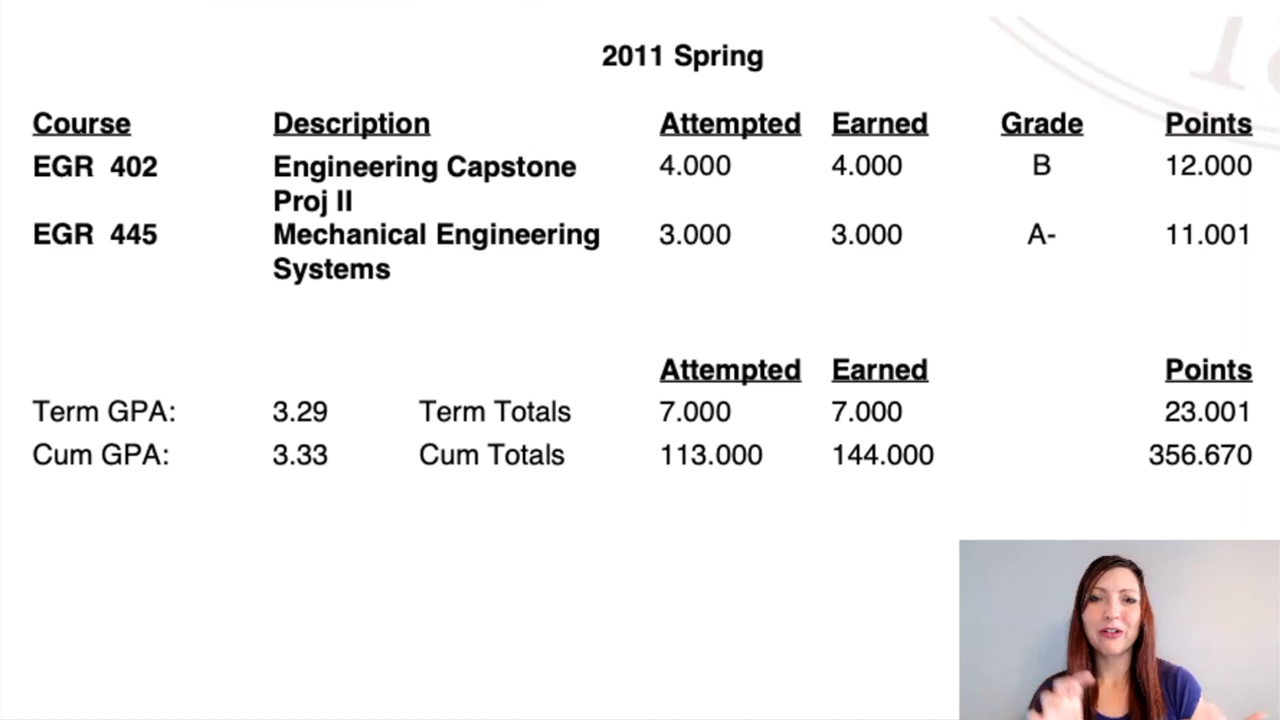 2011 Spring
Course Description Attempted Earned Grade Points
EGR 402 Engineering Capstone 4.000 4.000 B 12.000
Proj II
EGR 445 Mechanical Engineering 3.000 3.000 A- 11.001
Systems
Attempted Earned Points
Term GPA: 3.29 Term Totals 7.000 7.000 23.001
Cum GPA: 3.33 Cum Totals 113.000 144.000 356.670